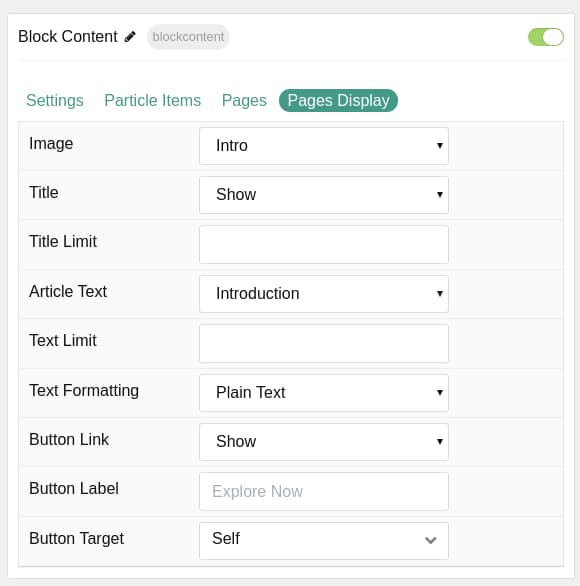 Block Content blockcontent
Settings Particle Items Pages Pages Display
Image Intro
Title Show
Title Limit
Article Text Introduction
Text Limit
Text Formatting Plain Text
Button Link Show
Button Label Explore Now
Button Target Self